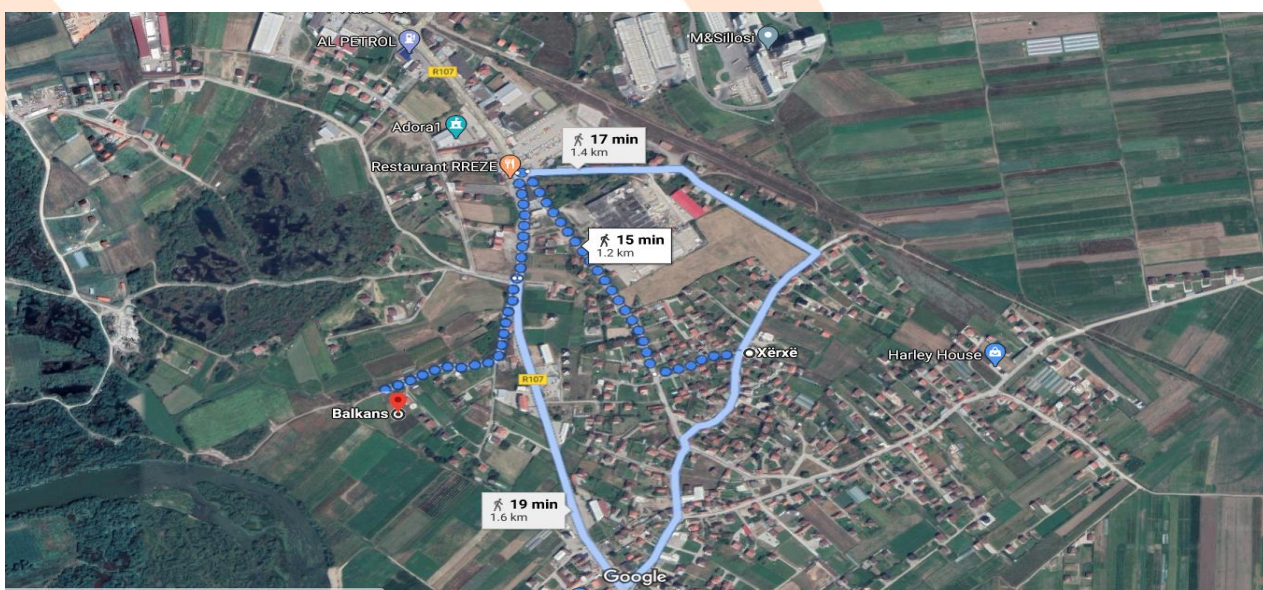 AL PETROL
M&Sillosi
R107
Adora1
17 min
1.4 km
Restaurant RREZE
15 min
1.2 km
Xërxë
Harley House
R107
Balkans
19 min
1.6 km
Google